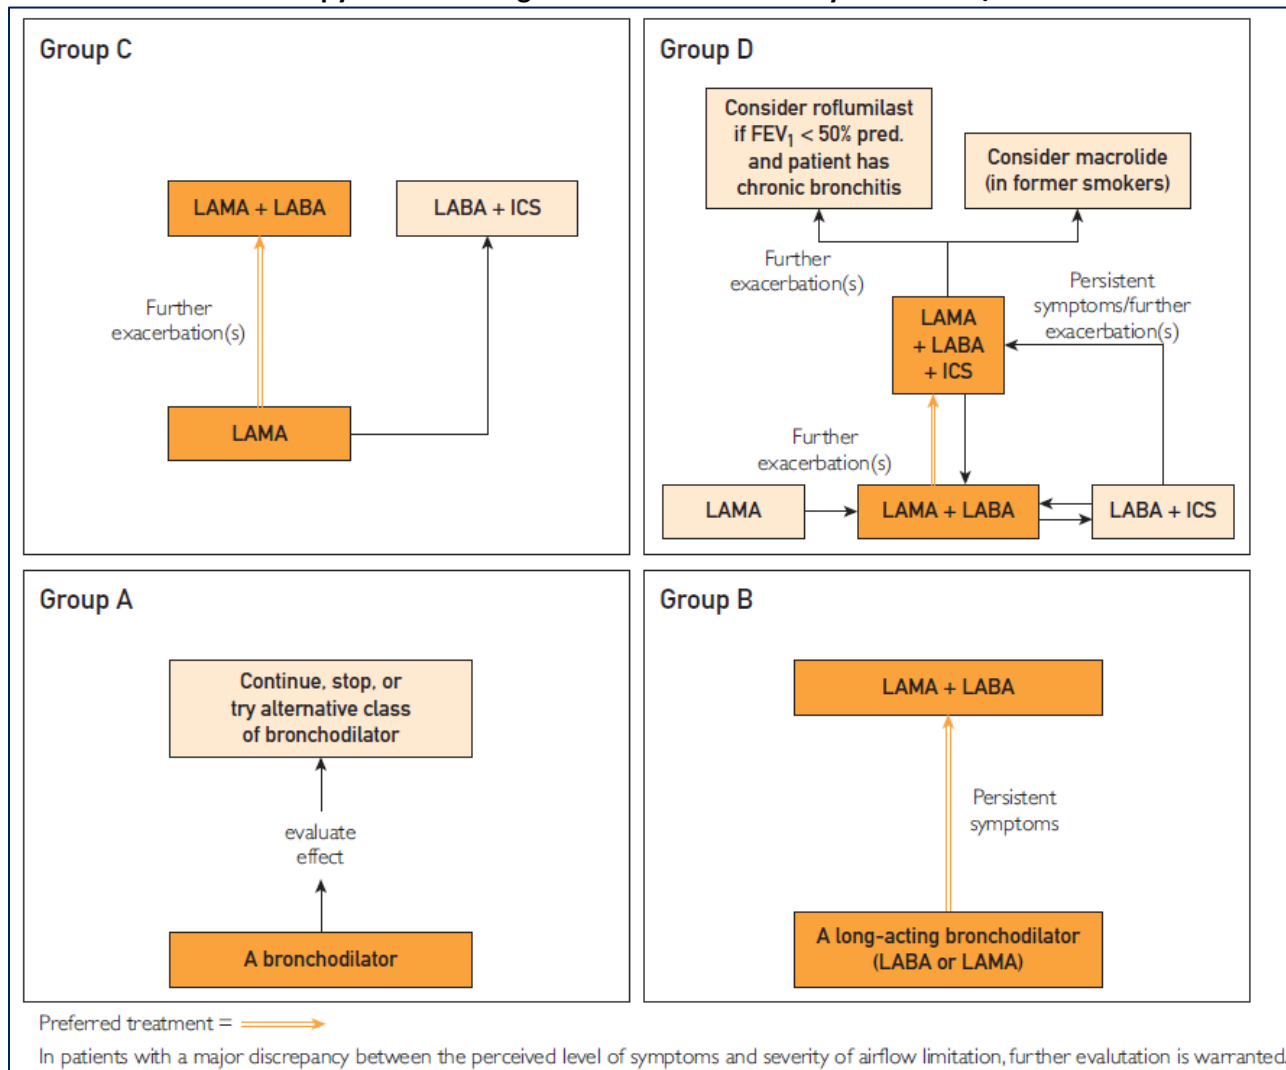 Group C
LAMA + LABA
LABA + ICS
Further
exacerbation(s)
LAMA
Group D
Consider roflumilast
if FEV1 < 50% pred.
and patient has
chronic bronchitis
Consider macrolide
(in former smokers)
Further
exacerbation(s)
Persistent
symptoms/further
exacerbation(s)
LAMA
+ LABA
+ ICS
Further
exacerbation(s)
LAMA
LAMA + LABA
LABA + ICS
Group A
Continue, stop, or
try alternative class
of bronchodilator
evaluate
effect
A bronchodilator
Group B
LAMA + LABA
Persistent
symptoms
A long-acting bronchodilator
(LABA or LAMA)
Preferred treatment =
In patients with a major discrepancy between the perceived level of symptoms and severity of airflow limitation, further evalutation is warranted.